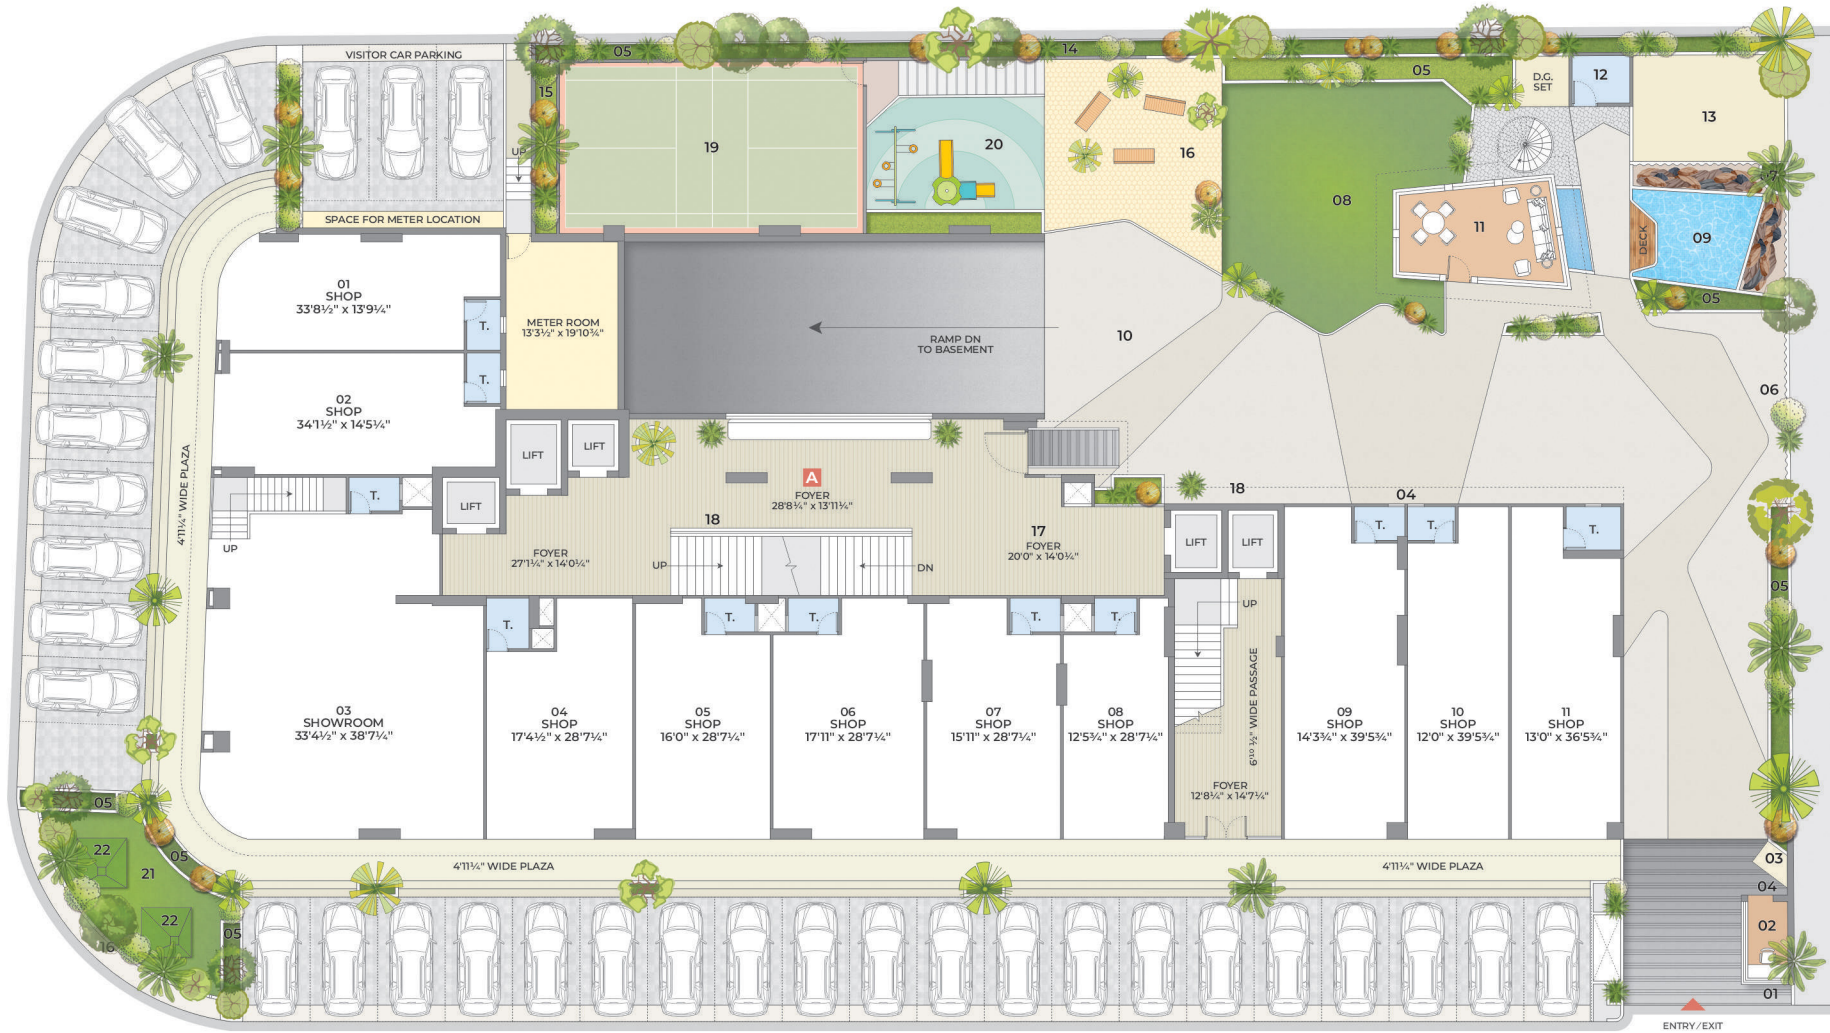 VISITOR CAR PARKING
05
14
05
D.G.
SET
12
15
13
19
20
16
UP
07
SPACE FOR METER LOCATION
08
11
DECK
09
05
01
SHOP
33'8½" x 13'9¼"
T.
METER ROOM
13'3½" x 19'10¾"
RAMP DN
TO BASEMENT
10
T.
06
02
SHOP
34'1½" x 14'5¼"
4'11¼" WIDE PLAZA
LIFT
LIFT
LIFT
T.
UP
A
FOYER
28'8¼" x 13'11¼"
18
18
04
17
FOYER
20'0" x 14'0¼"
FOYER
27'1¼" x 14'0¼"
UP
DN
LIFT
LIFT
T.
T.
T.
05
T.
T.
T.
T.
T.
UP
6'10 ½" WIDE PASSAGE
03
SHOWROOM
33'4½" x 38'7¼"
04
SHOP
17'4½" x 28'7¼"
05
SHOP
16'0" x 28'7¼"
06
SHOP
17'11" x 28'7¼"
07
SHOP
15'11" x 28'7¼"
08
SHOP
12'5¾" x 28'7¼"
09
SHOP
14'3¾" x 39'5¾"
10
SHOP
12'0" x 39'5¾"
11
SHOP
13'0" x 36'5¾"
FOYER
12'8¼" x 14'7¼"
05
22
05
21
4'11¼" WIDE PLAZA
4'11¼" WIDE PLAZA
03
04
22
05
16
02
01
ENTRY/EXIT